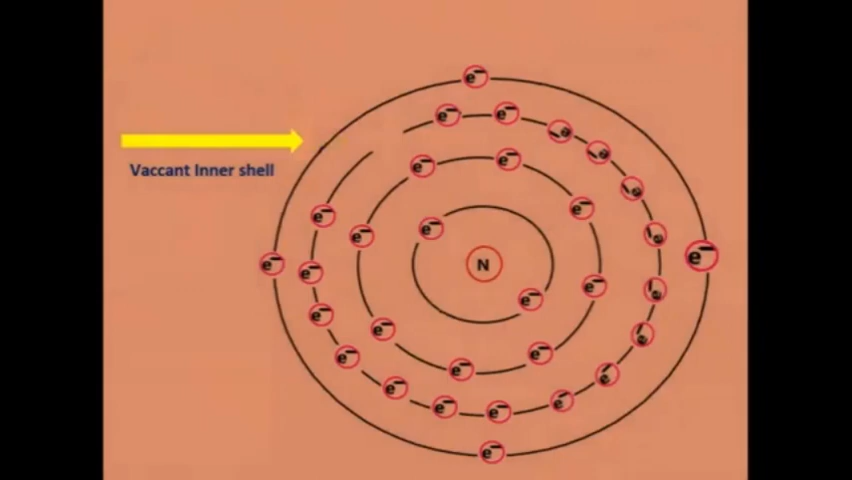 e⁻
e⁻ e⁻ e e
Vaccant Inner shell
e⁻ e⁻ e
e⁻ e⁻ e⁻ e⁻ e
e⁻ e⁻ N e⁻
e⁻ e⁻ e⁻ e
e⁻ e⁻ e
e⁻ e⁻ e⁻ e
e⁻ e⁻ e⁻ e
e⁻